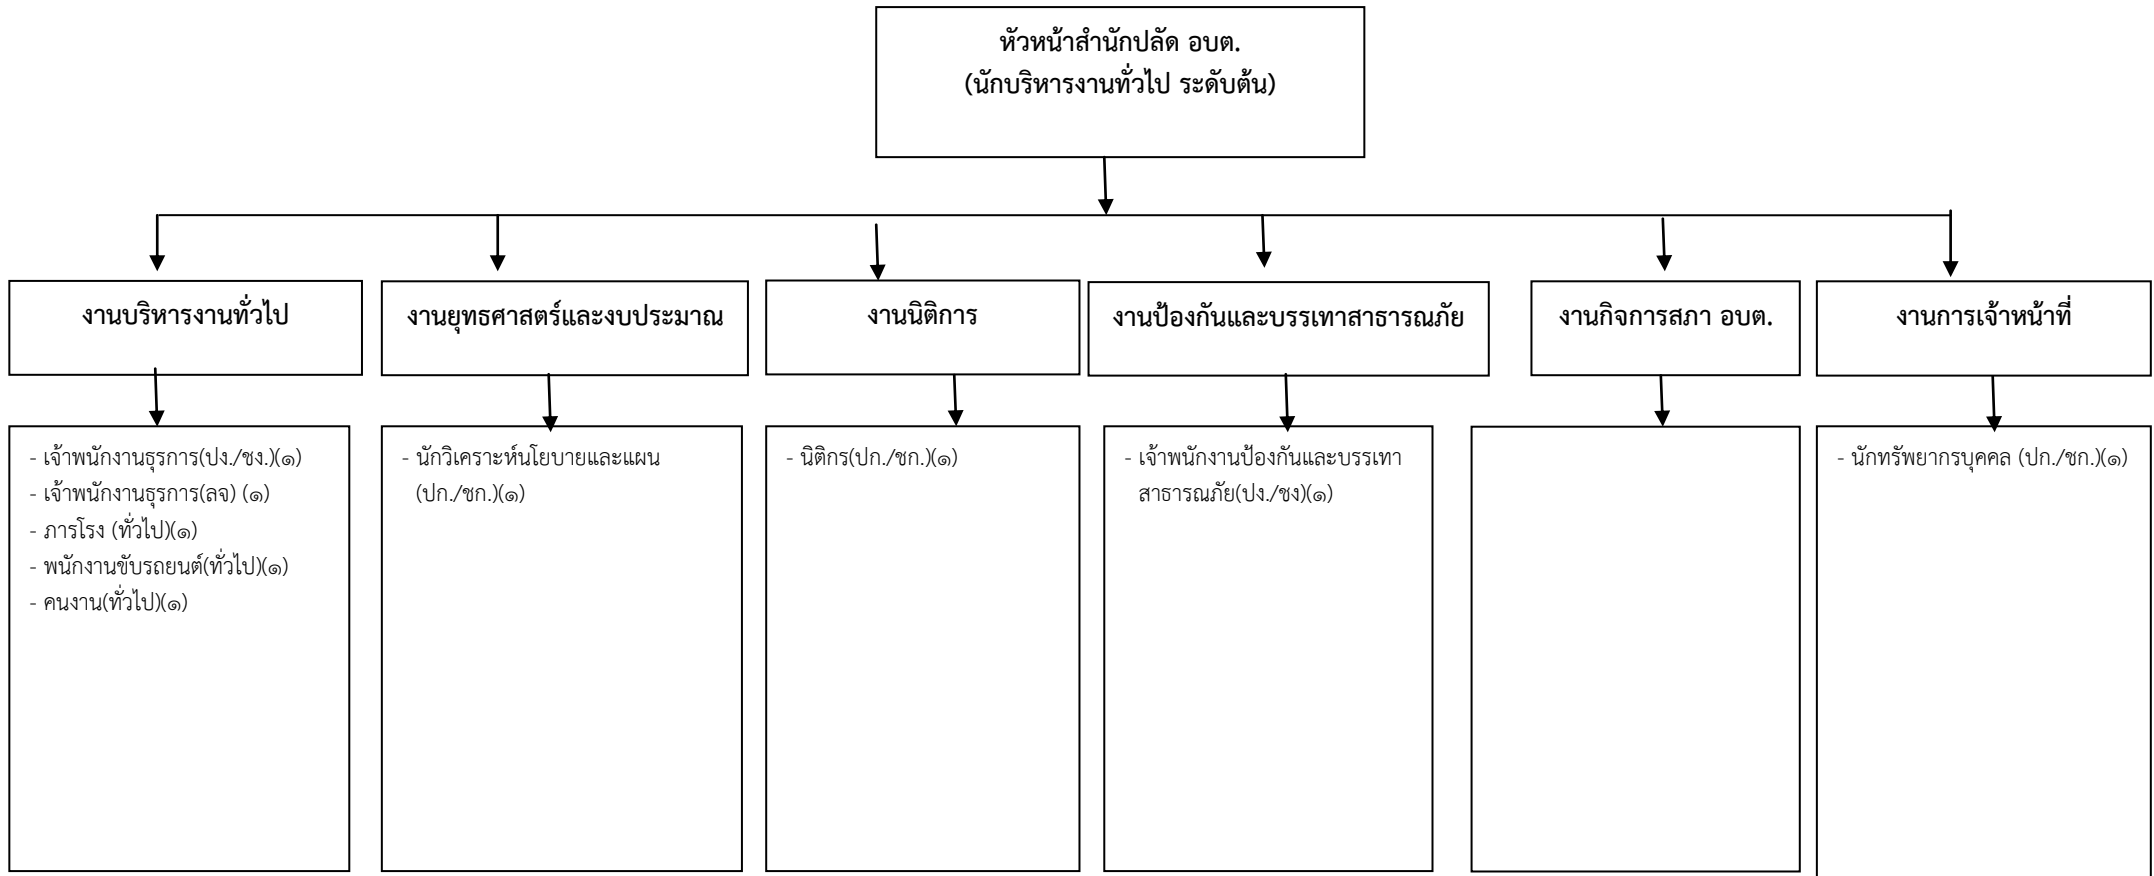 หัวหน้าสำนักปลัด อบต.
(นักบริหารงานทั่วไป ระดับต้น)
งานบริหารงานทั่วไป
งานยุทธศาสตร์และงบประมาณ
งานนิติการ
งานป้องกันและบรรเทาสาธารณภัย
งานกิจการสภา อบต.
งานการเจ้าหน้าที่
- เจ้าพนักงานธุรการ(ปง./ชง.)(๑)
- เจ้าพนักงานธุรการ(ลจ) (๑)
- ภารโรง (ทั่วไป)(๑)
- พนักงานขับรถยนต์(ทั่วไป)(๑)
- คนงาน(ทั่วไป)(๑)
- นักวิเคราะห์นโยบายและแผน
(ปก./ชก.)(๑)
- นิติกร(ปก./ชก.)(๑)
- เจ้าพนักงานป้องกันและบรรเทา
สาธารณภัย(ปง./ชง)(๑)
- นักทรัพยากรบุคคล (ปก./ชก.)(๑)